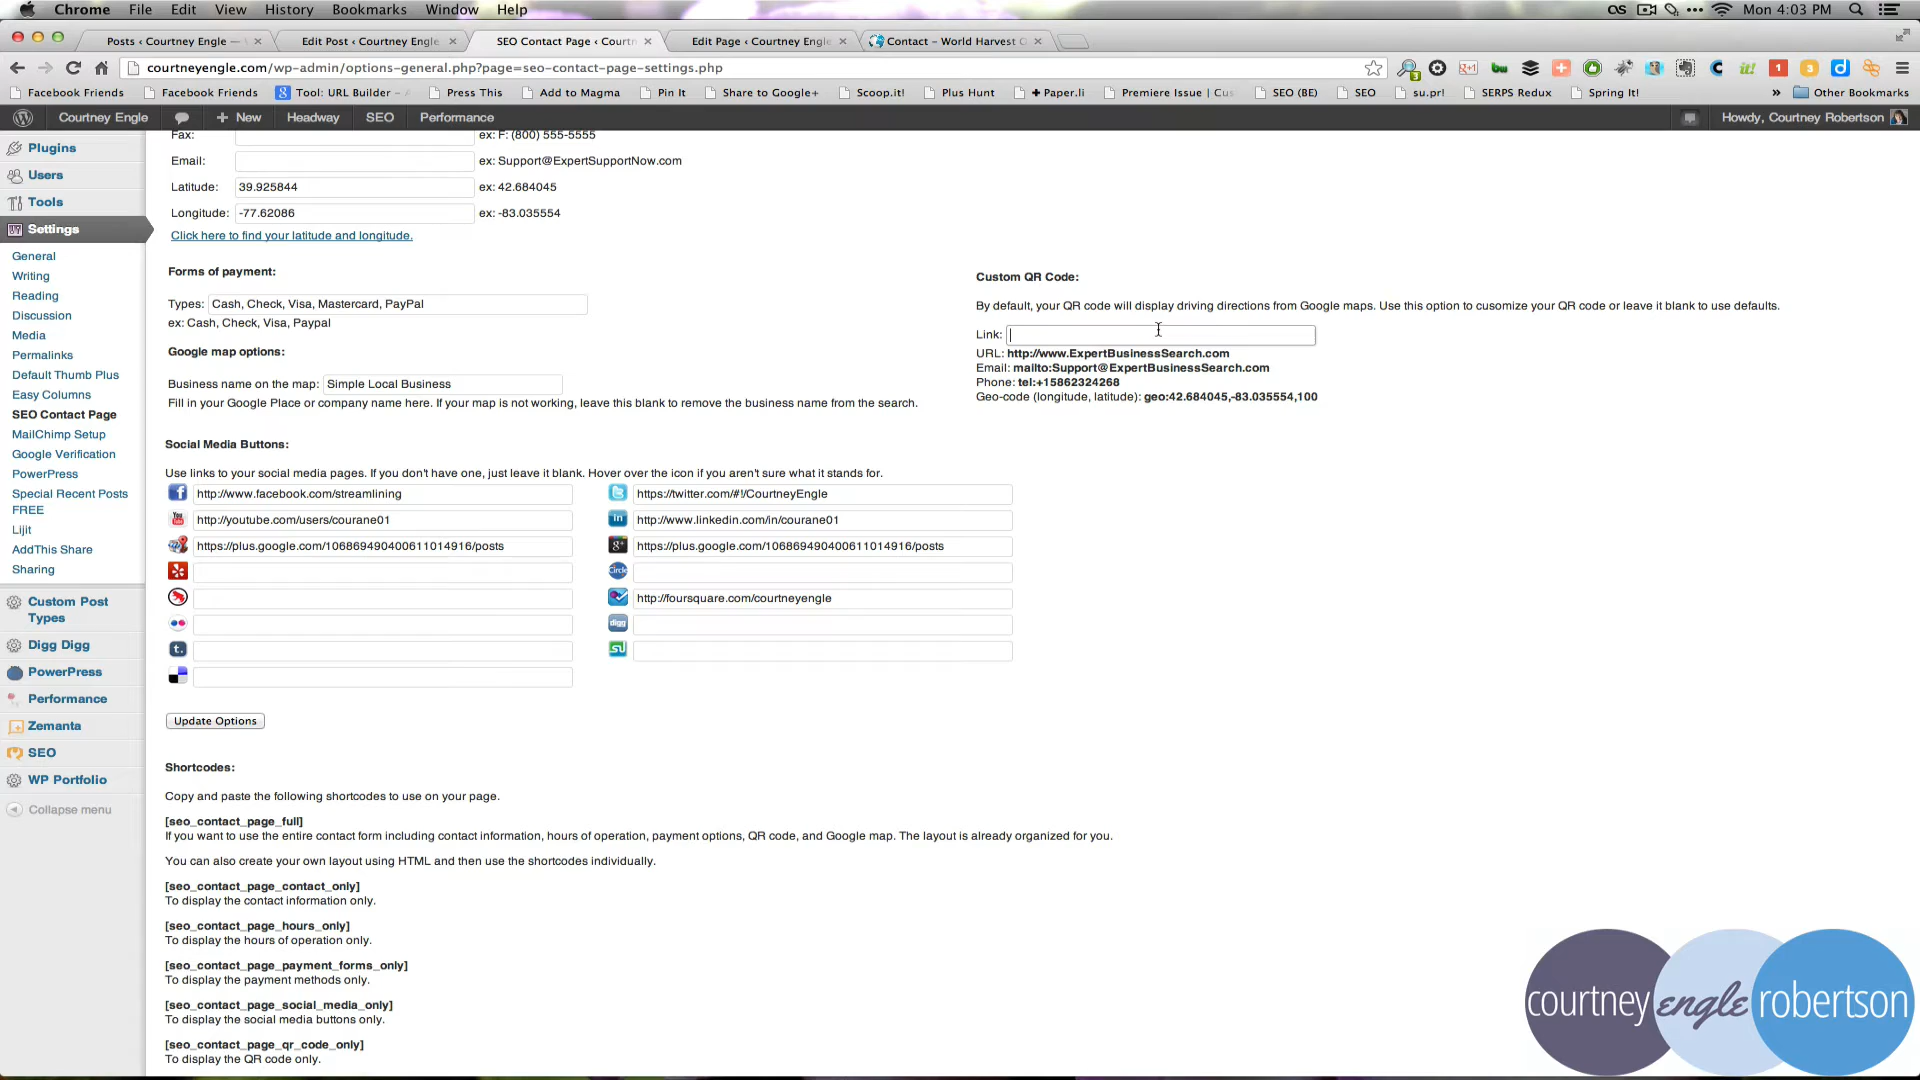 Chrome File Edit View History Bookmarks Window Help
Mon 4:03 PM
Posts ‹ Courtney Engle —
Edit Post ‹ Courtney Engle
SEO Contact Page ‹ Courtn
Edit Page ‹ Courtney Engle
Contact – World Harvest
courtneyengle.com/wp-admin/options-general.php?page=seo-contact-page-settings.php
Facebook Friends Facebook Friends Tool: URL Builder – Press This Add to Magma Pin It Share to Google+ Scoop.it! Plus Hunt ✚ Paper.li Premiere Issue | Cus SEO (BE) SEO su.pr! SERPS Redux Spring It! » Other Bookmarks
Courtney Engle + New Headway SEO Performance Howdy, Courtney Robertson
Plugins
Users
Tools
Settings
General
Writing
Reading
Discussion
Media
Permalinks
Default Thumb Plus
Easy Columns
SEO Contact Page
MailChimp Setup
Google Verification
PowerPress
Special Recent Posts
FREE
Lijit
AddThis Share
Sharing
Custom Post
Types
Digg Digg
PowerPress
Performance
Zemanta
SEO
WP Portfolio
Collapse menu
Fax: ex: F: (800) 555-5555
Email: ex: Support@ExpertSupportNow.com
Latitude: 39.925844 ex: 42.684045
Longitude: -77.62086 ex: -83.035554
Click here to find your latitude and longitude.
Forms of payment:
Types: Cash, Check, Visa, Mastercard, PayPal
ex: Cash, Check, Visa, Paypal
Google map options:
Business name on the map: Simple Local Business
Fill in your Google Place or company name here. If your map is not working, leave this blank to remove the business name from the search.
Custom QR Code:
By default, your QR code will display driving directions from Google maps. Use this option to cusomize your QR code or leave it blank to use defaults.
Link:
URL: http://www.ExpertBusinessSearch.com
Email: mailto:Support@ExpertBusinessSearch.com
Phone: tel:+15862324268
Geo-code (longitude, latitude): geo:42.684045,-83.035554,100
Social Media Buttons:
Use links to your social media pages. If you don't have one, just leave it blank. Hover over the icon if you aren't sure what it stands for.
http://www.facebook.com/streamlining https://twitter.com/#!/CourtneyEngle
http://youtube.com/users/courane01 http://www.linkedin.com/in/courane01
https://plus.google.com/106869490400611014916/posts https://plus.google.com/106869490400611014916/posts
Circle
http://foursquare.com/courtneyengle
digg
Update Options
Shortcodes:
Copy and paste the following shortcodes to use on your page.
[seo_contact_page_full]
If you want to use the entire contact form including contact information, hours of operation, payment options, QR code, and Google map. The layout is already organized for you.
You can also create your own layout using HTML and then use the shortcodes individually.
[seo_contact_page_contact_only]
To display the contact information only.
[seo_contact_page_hours_only]
To display the hours of operation only.
[seo_contact_page_payment_forms_only]
To display the payment methods only.
[seo_contact_page_social_media_only]
To display the social media buttons only.
[seo_contact_page_qr_code_only]
To display the QR code only.
courtney engle robertson